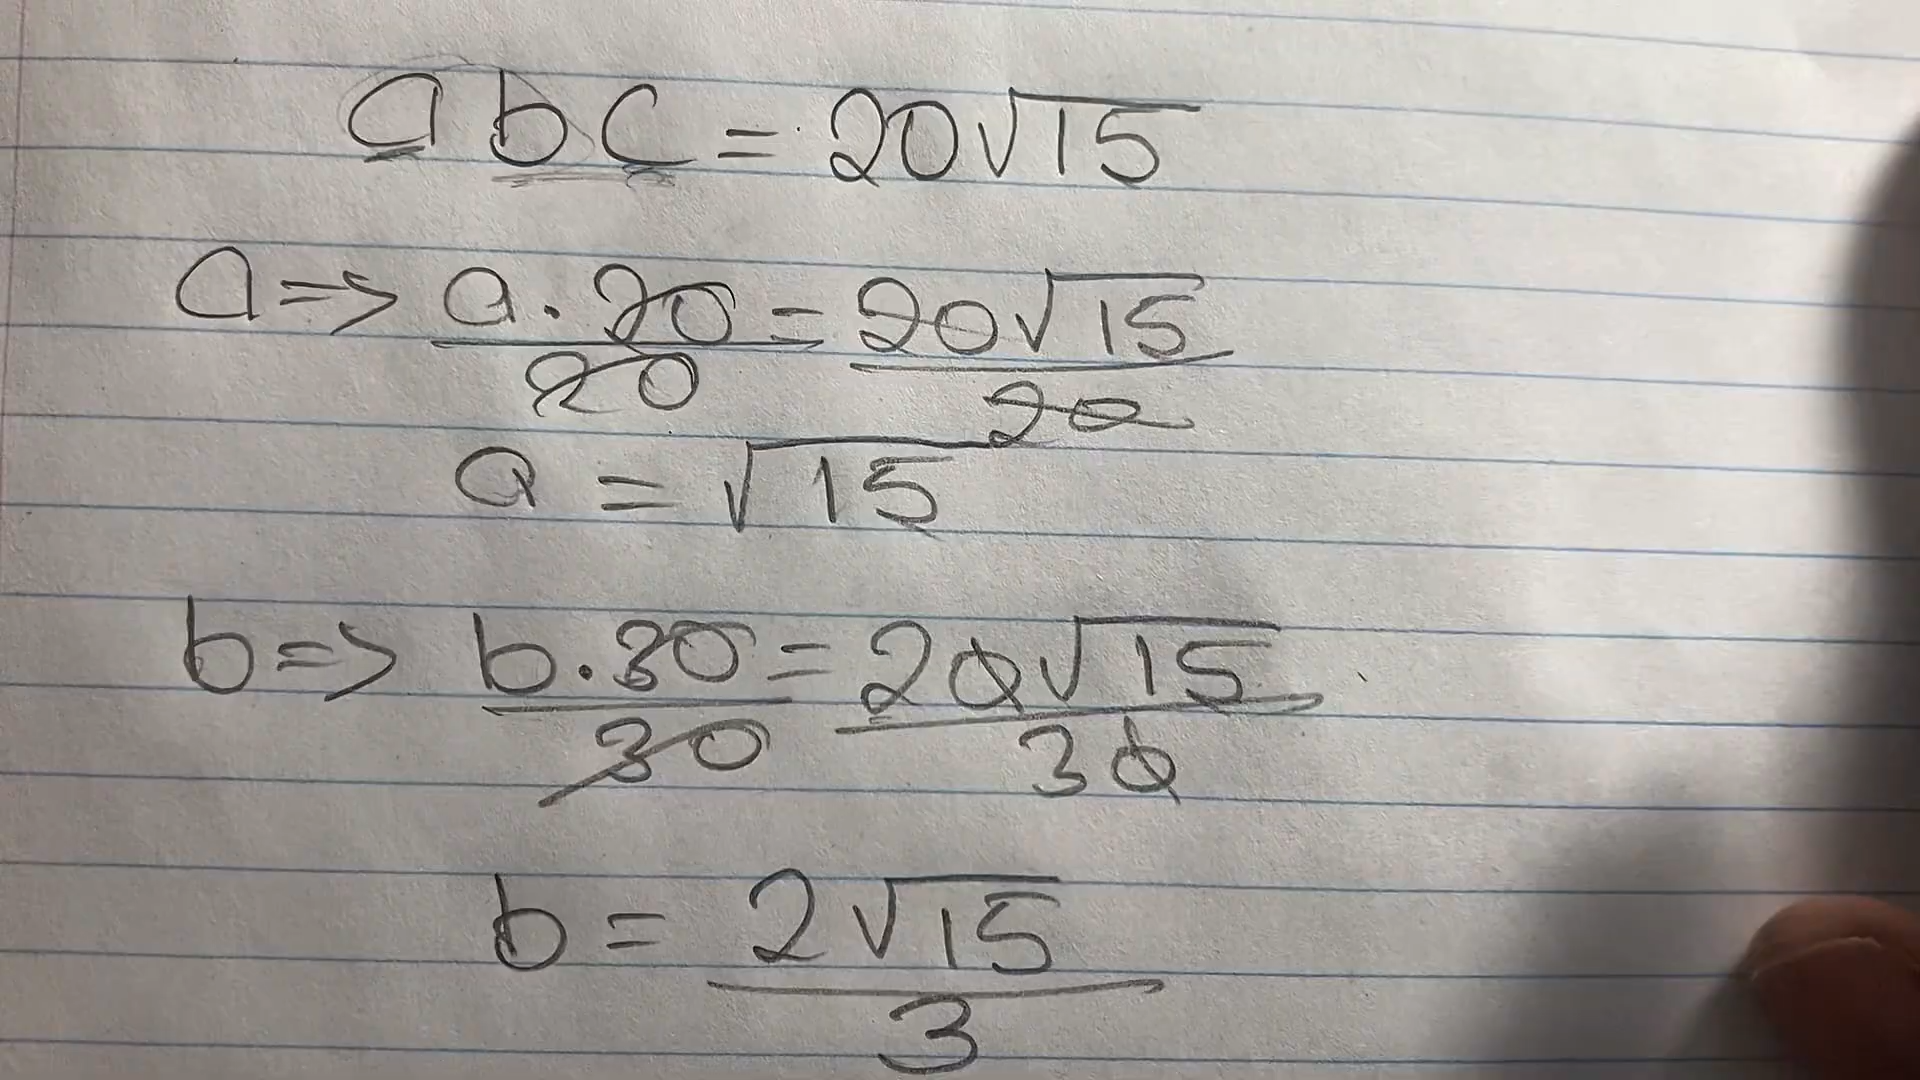 abc = 20√15
a => a·20/20 = 20√15/20
a = √15
b => b·30/30 = 20√15/30
b = 2√15/3